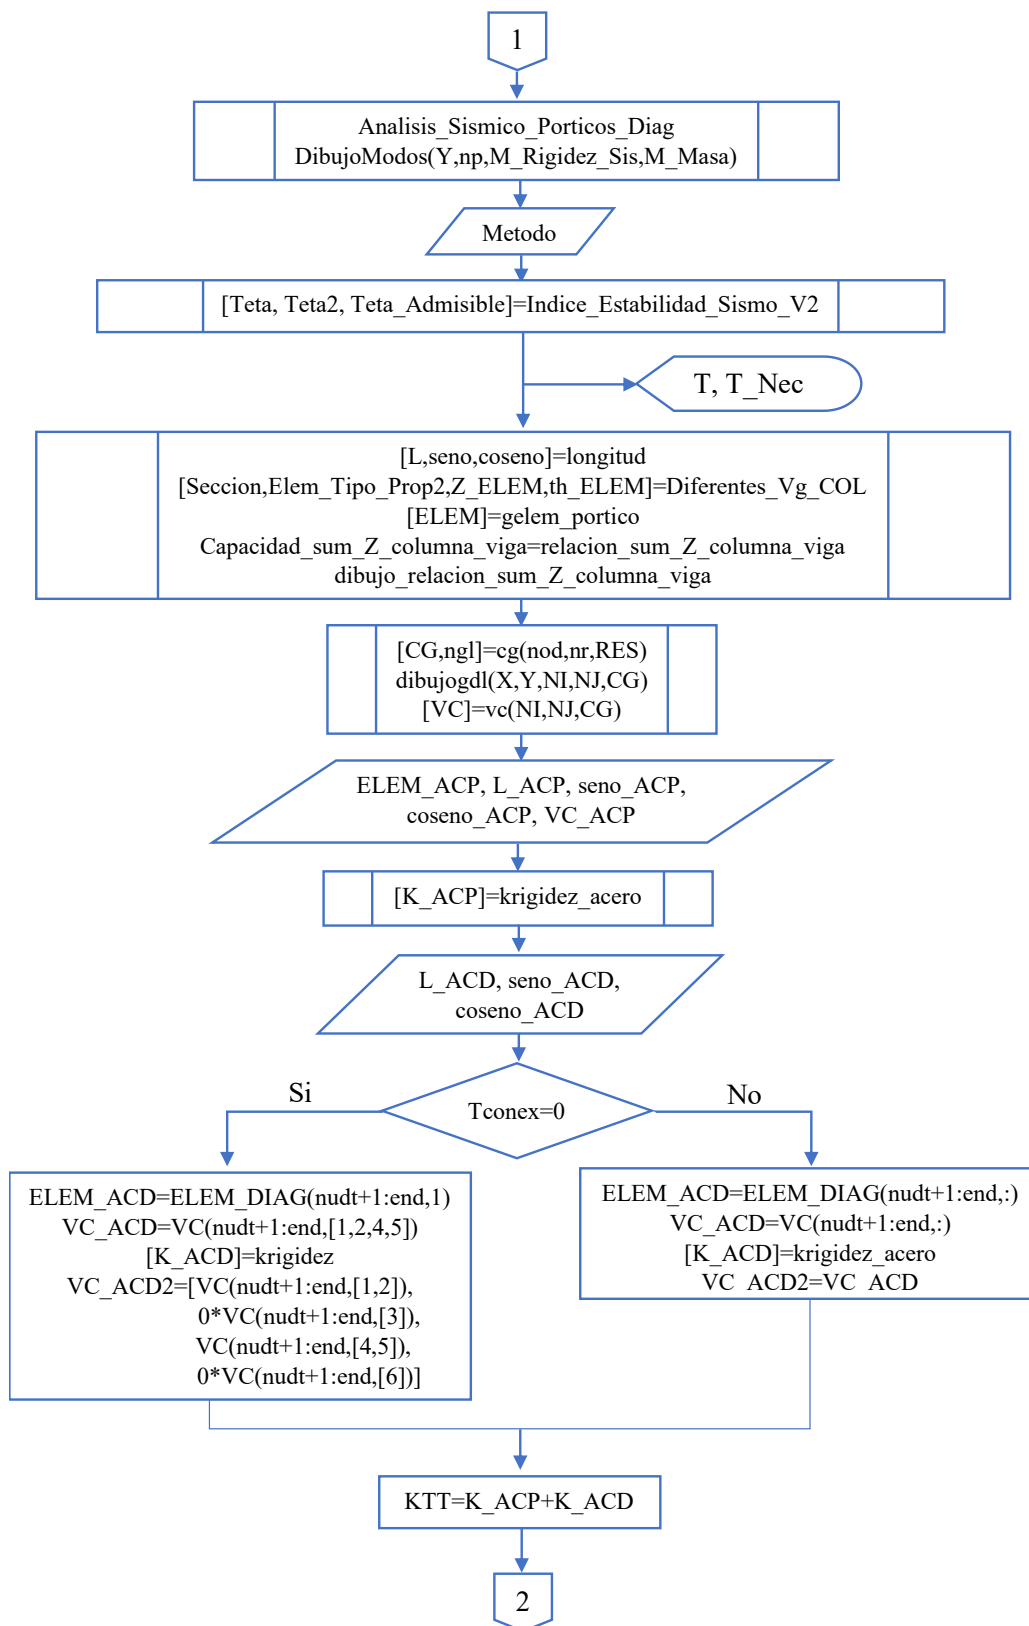 1
Analisis_Sismico_Porticos_Diag
DibujoModos(Y,np,M_Rigidez_Sis,M_Masa)
Metodo
[Teta, Teta2, Teta_Admisible]=Indice_Estabilidad_Sismo_V2
T, T_Nec
[L,seno,coseno]=longitud
[Seccion,Elem_Tipo_Prop2,Z_ELEM,th_ELEM]=Diferentes_Vg_COL
[ELEM]=gelem_portico
Capacidad_sum_Z_columna_viga=relacion_sum_Z_columna_viga
dibujo_relacion_sum_Z_columna_viga
[CG,ngl]=cg(nod,nr,RES)
dibujogdl(X,Y,NI,NJ,CG)
[VC]=vc(NI,NJ,CG)
ELEM_ACP, L_ACP, seno_ACP,
coseno_ACP, VC_ACP
[K_ACP]=krigidez_acero
L_ACD, seno_ACD,
coseno_ACD
Tconex=0
Si
No
ELEM_ACD=ELEM_DIAG(nudt+1:end,1)
VC_ACD=VC(nudt+1:end,[1,2,4,5])
[K_ACD]=krigidez
VC_ACD2=[VC(nudt+1:end,[1,2]),
0*VC(nudt+1:end,[3]),
VC(nudt+1:end,[4,5]),
0*VC(nudt+1:end,[6])]
ELEM_ACD=ELEM_DIAG(nudt+1:end,:)
VC_ACD=VC(nudt+1:end,:)
[K_ACD]=krigidez_acero
VC_ACD2=VC_ACD
KTT=K_ACP+K_ACD
2